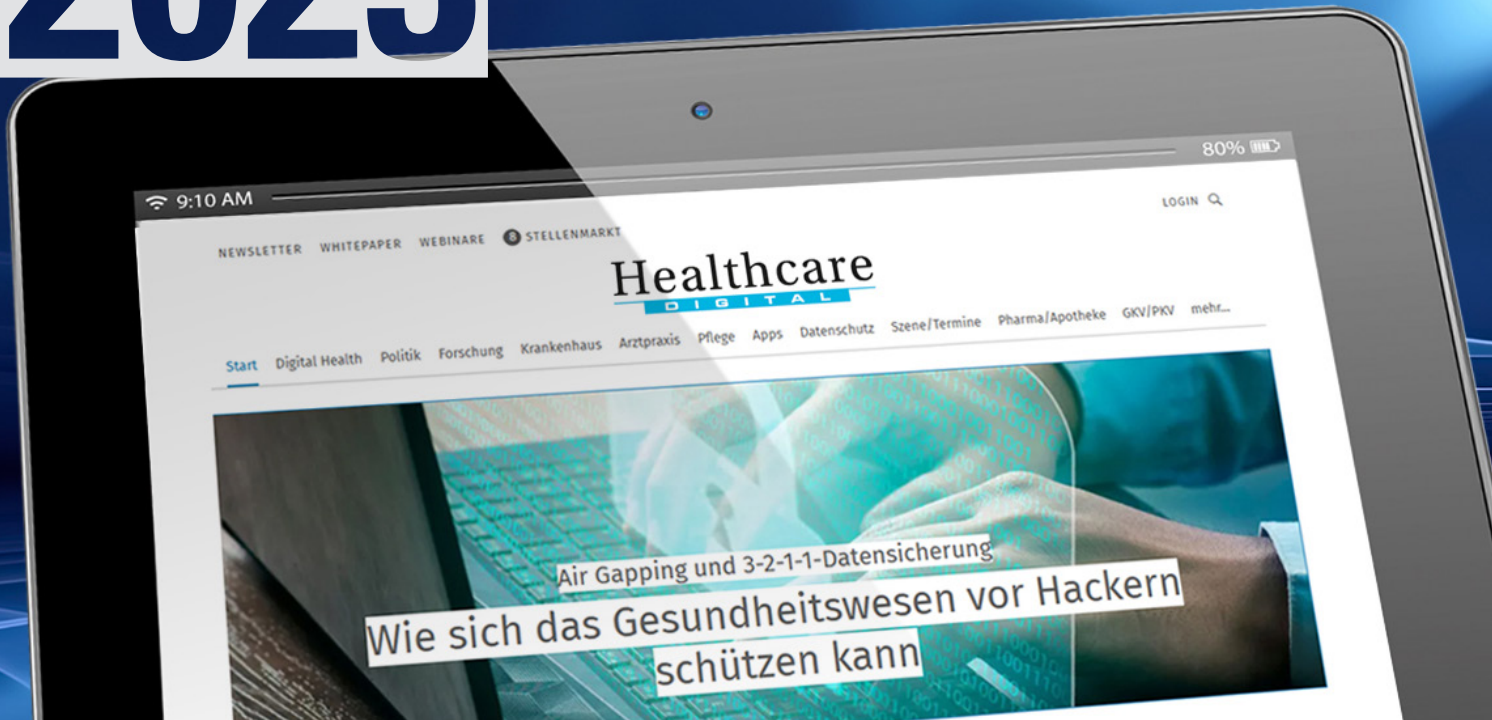 2025
9:10 AM
80%
LOGIN
NEWSLETTER WHITEPAPER WEBINARE 8 STELLENMARKT
Healthcare
DIGITAL
Start Digital Health Politik Forschung Krankenhaus Arztpraxis Pflege Apps Datenschutz Szene/Termine Pharma/Apotheke GKV/PKV mehr...
Air Gapping und 3-2-1-1-Datensicherung
Wie sich das Gesundheitswesen vor Hackern
schützen kann